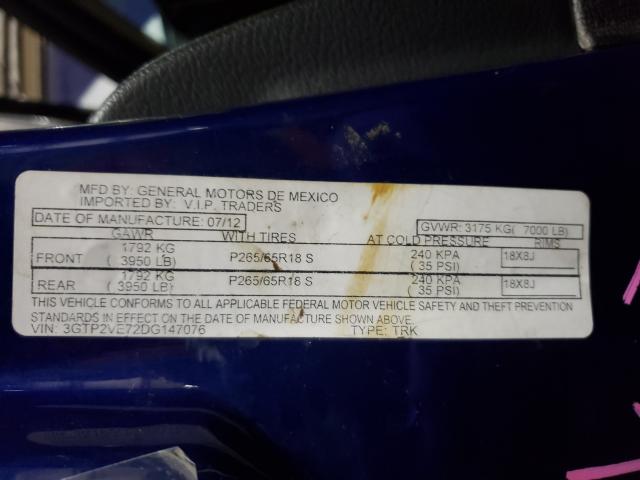 MFD BY: GENERAL MOTORS DE MEXICO
IMPORTED BY: V.I.P. TRADERS
DATE OF MANUFACTURE: 07/12 GVWR: 3175 KG( 7000 LB)
GAWR WITH TIRES AT COLD PRESSURE RIMS
FRONT 1792 KG ( 3950 LB) P265/65R18 S 240 KPA ( 35 PSI) 18X8J
REAR 1792 KG ( 3950 LB) P265/65R18 S 240 KPA ( 35 PSI) 18X8J
THIS VEHICLE CONFORMS TO ALL APPLICABLE FEDERAL MOTOR VEHICLE SAFETY AND THEFT PREVENTION
STANDARDS IN EFFECT ON THE DATE OF MANUFACTURE SHOWN ABOVE.
VIN: 3GTP2VE72DG147076 TYPE: TRK